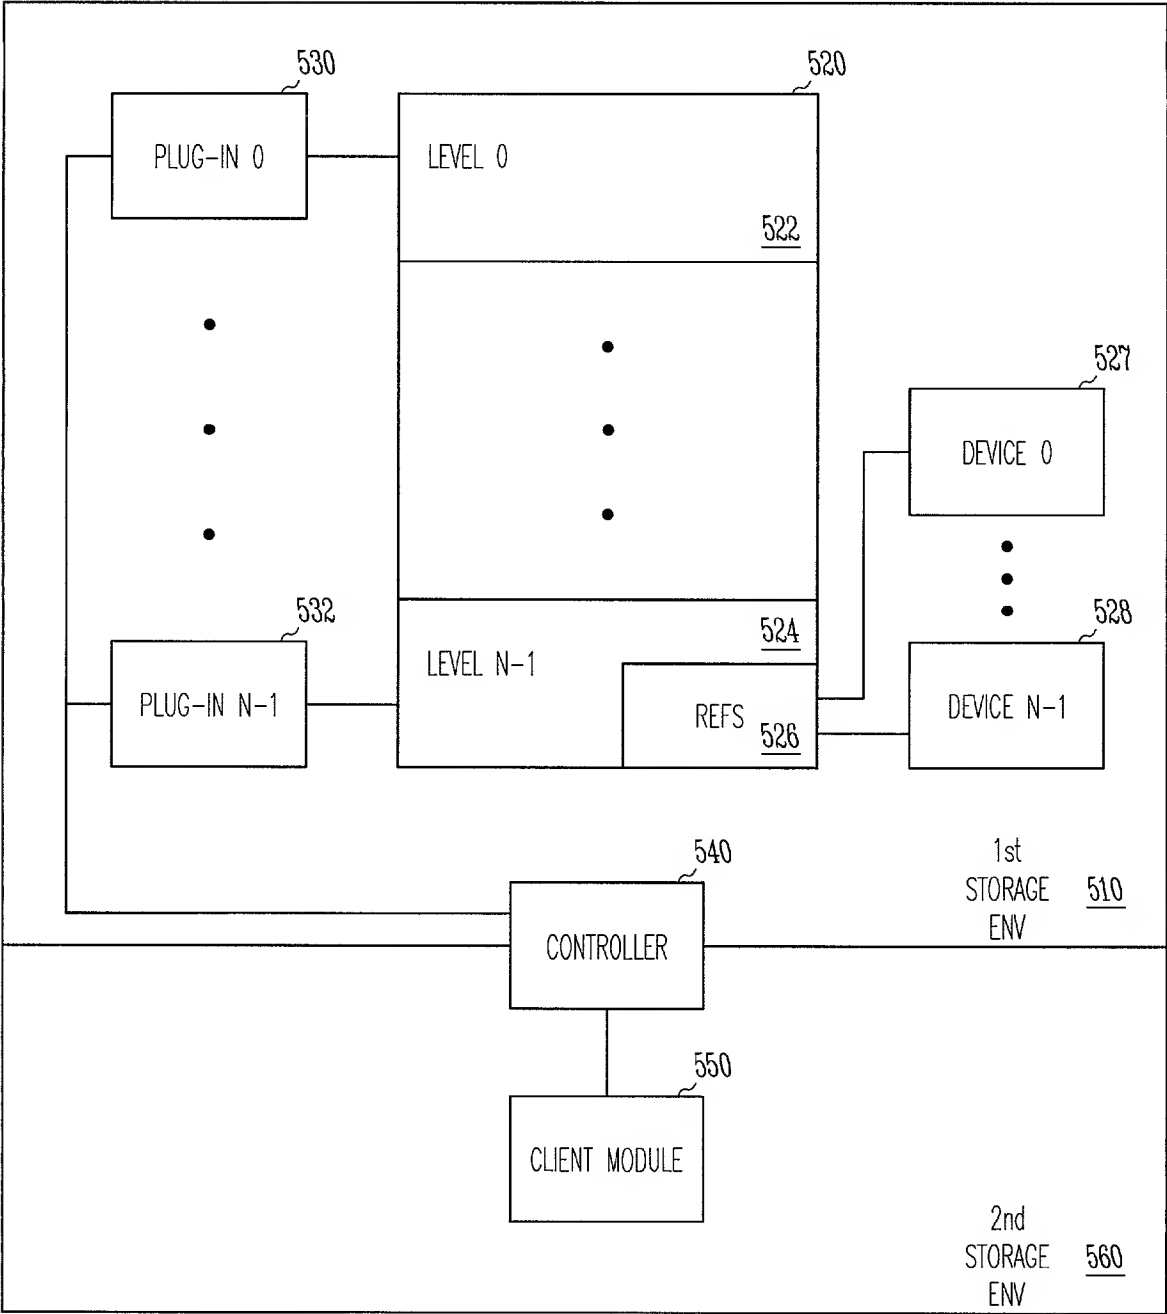 530
520
PLUG-IN 0
LEVEL 0
522
527
DEVICE 0
532
524
528
LEVEL N-1
PLUG-IN N-1
REFS
526
DEVICE N-1
540
1st
STORAGE 510
ENV
CONTROLLER
550
CLIENT MODULE
2nd
STORAGE 560
ENV